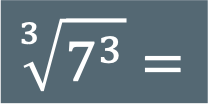 ∛7³ =